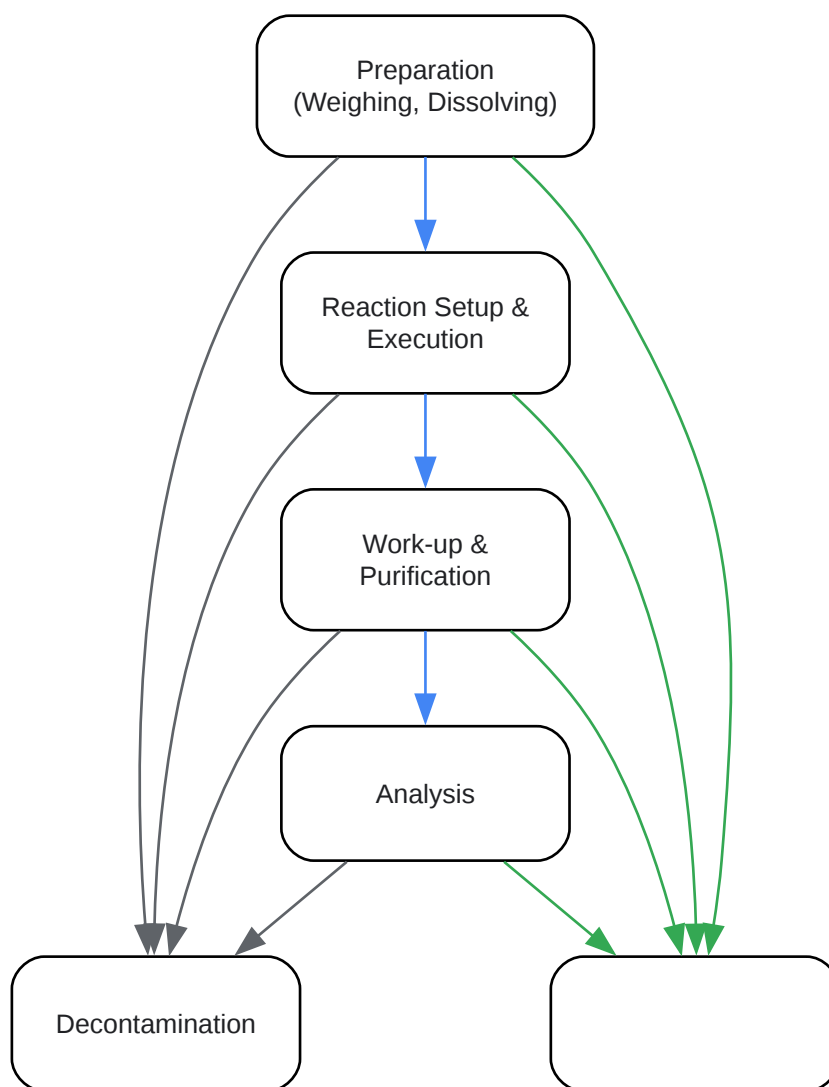 Preparation
(Weighing, Dissolving)
Reaction Setup &
Execution
Work-up &
Purification
Analysis
Decontamination